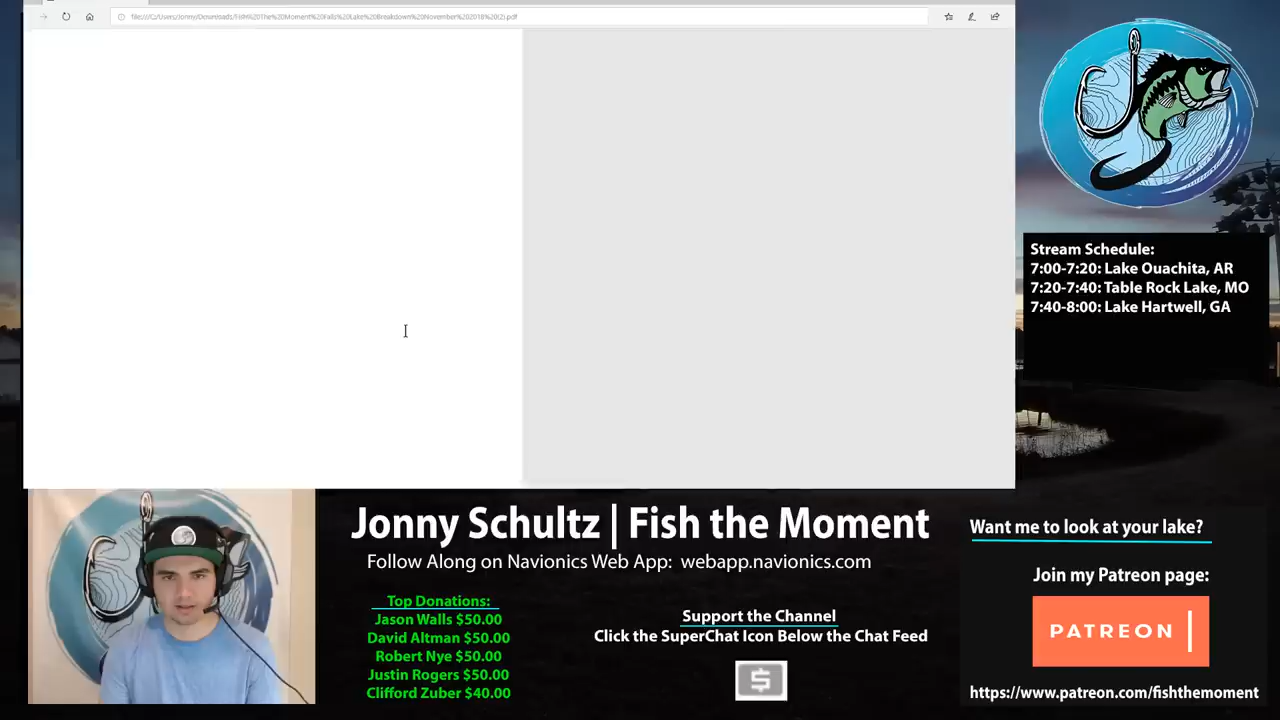 Stream Schedule:
7:00-7:20: Lake Ouachita, AR
7:20-7:40: Table Rock Lake, MO
7:40-8:00: Lake Hartwell, GA
Jonny Schultz | Fish the Moment
Follow Along on Navionics Web App: webapp.navionics.com
Top Donations:
Jason Walls $50.00
David Altman $50.00
Robert Nye $50.00
Justin Rogers $50.00
Clifford Zuber $40.00
Support the Channel
Click the SuperChat Icon Below the Chat Feed
$
Want me to look at your lake?
Join my Patreon page:
PATREON
https://www.patreon.com/fishthemoment